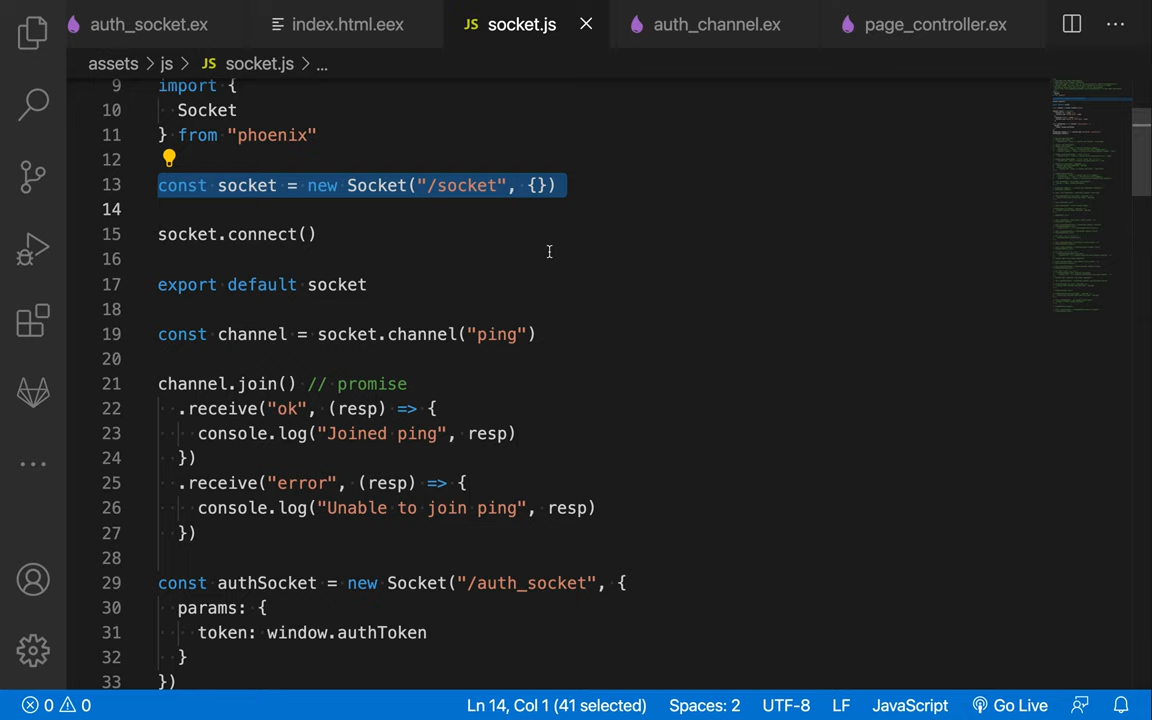 auth_socket.ex
index.html.eex
JS socket.js
auth_channel.ex
page_controller.ex
assets > js > JS socket.js > ...
9 import {
10 Socket
11 } from "phoenix"
12
13 const socket = new Socket("/socket", {})
14
15 socket.connect()
16
17 export default socket
18
19 const channel = socket.channel("ping")
20
21 channel.join() // promise
22 .receive("ok", (resp) => {
23 console.log("Joined ping", resp)
24 })
25 .receive("error", (resp) => {
26 console.log("Unable to join ping", resp)
27 })
28
29 const authSocket = new Socket("/auth_socket", {
30 params: {
31 token: window.authToken
32 }
33 })
0 0 Ln 14, Col 1 (41 selected) Spaces: 2 UTF-8 LF JavaScript Go Live